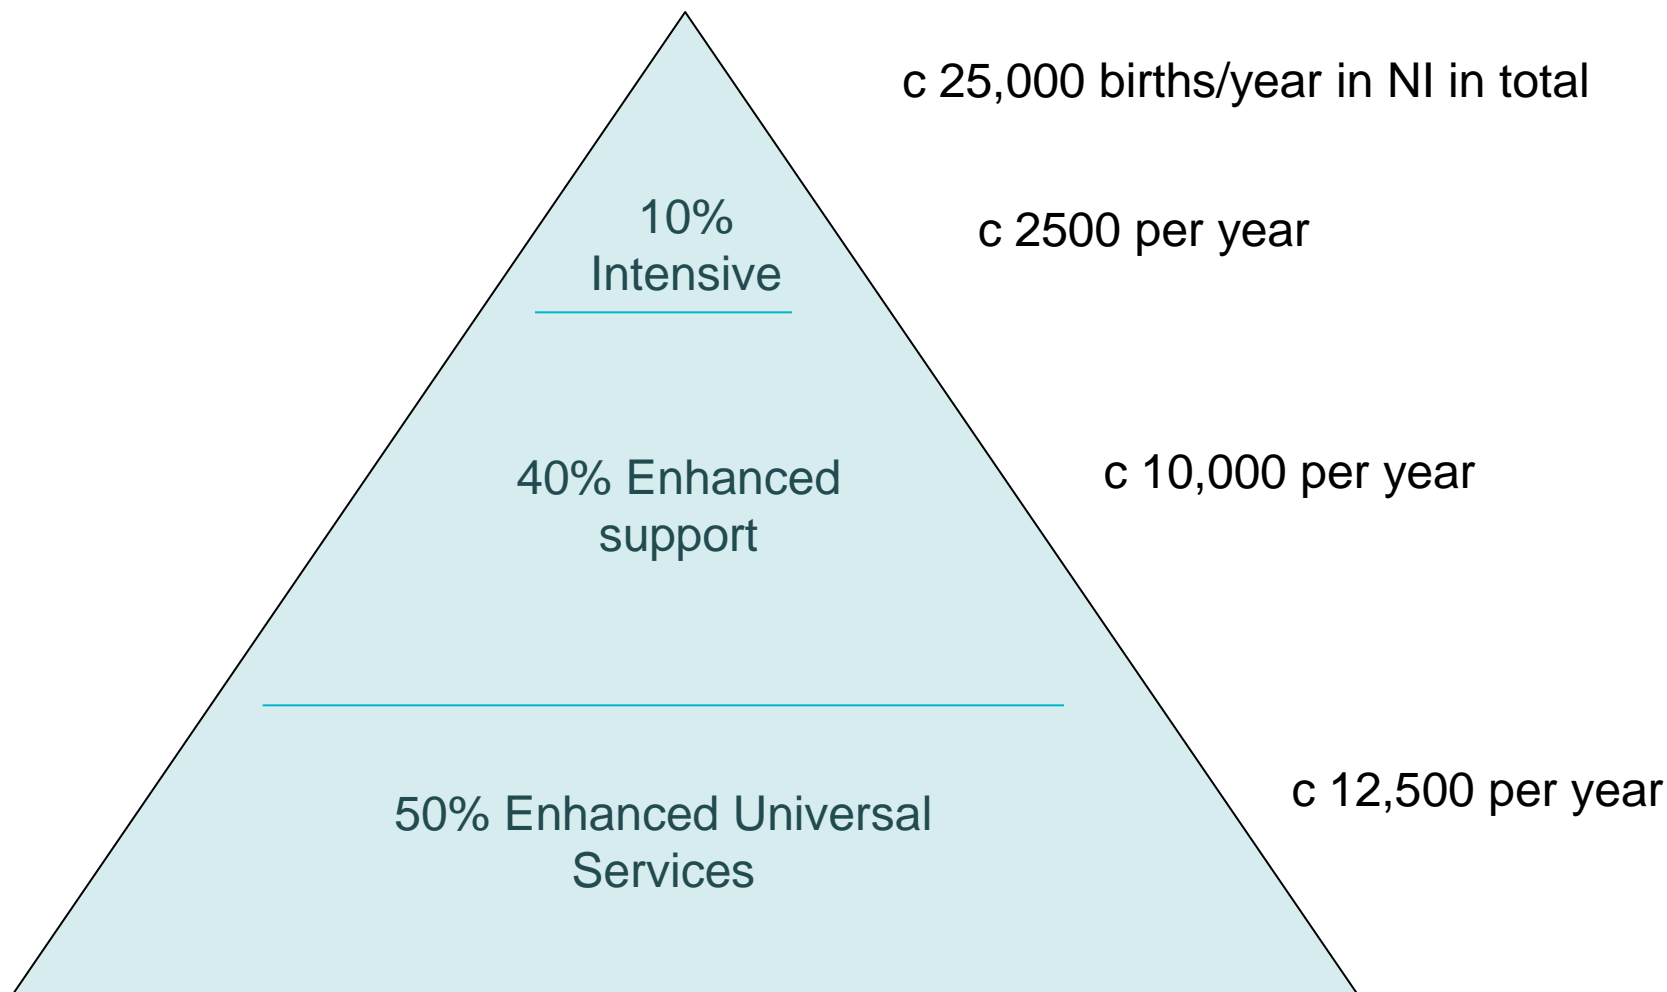 c 25,000 births/year in NI in total
10%
Intensive
c 2500 per year
40% Enhanced
support
c 10,000 per year
50% Enhanced Universal
Services
c 12,500 per year